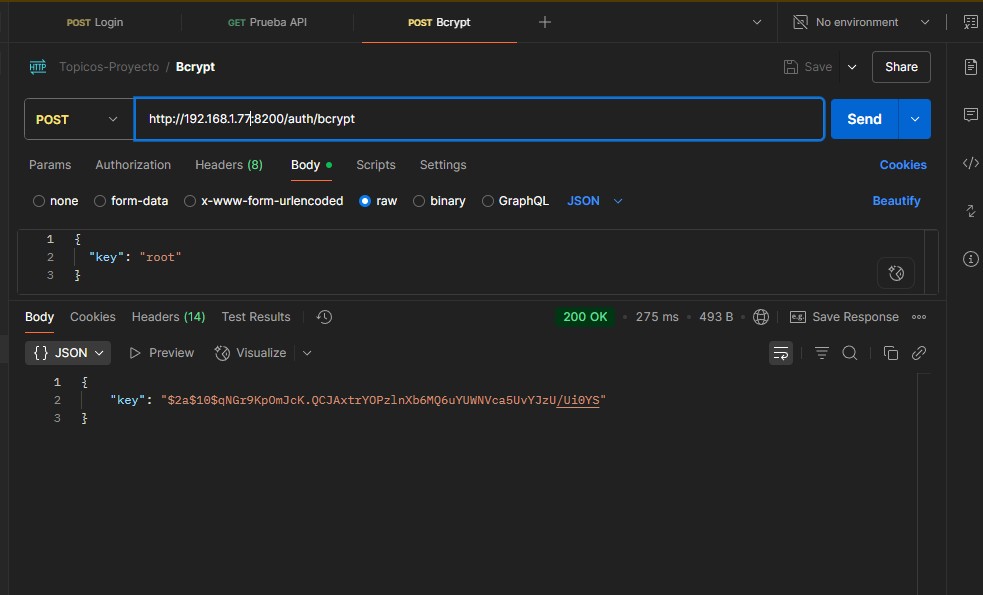 POST Login
GET Prueba API
POST Bcrypt
No environment
HTTP Topicos-Proyecto / Bcrypt
Save
Share
POST
http://192.168.1.77:8200/auth/bcrypt
Send
Params Authorization Headers (8) Body Scripts Settings Cookies
none form-data x-www-form-urlencoded raw binary GraphQL JSON Beautify
1 {
2 "key": "root"
3 }
Body Cookies Headers (14) Test Results 200 OK • 275 ms • 493 B • e.g. Save Response
{} JSON Preview Visualize
1 {
2 "key": "$2a$10$qNGr9KpOmJcK.QCJAxtrYOPzlnXb6MQ6uYUWNVca5UvYJzU/Ui0YS"
3 }